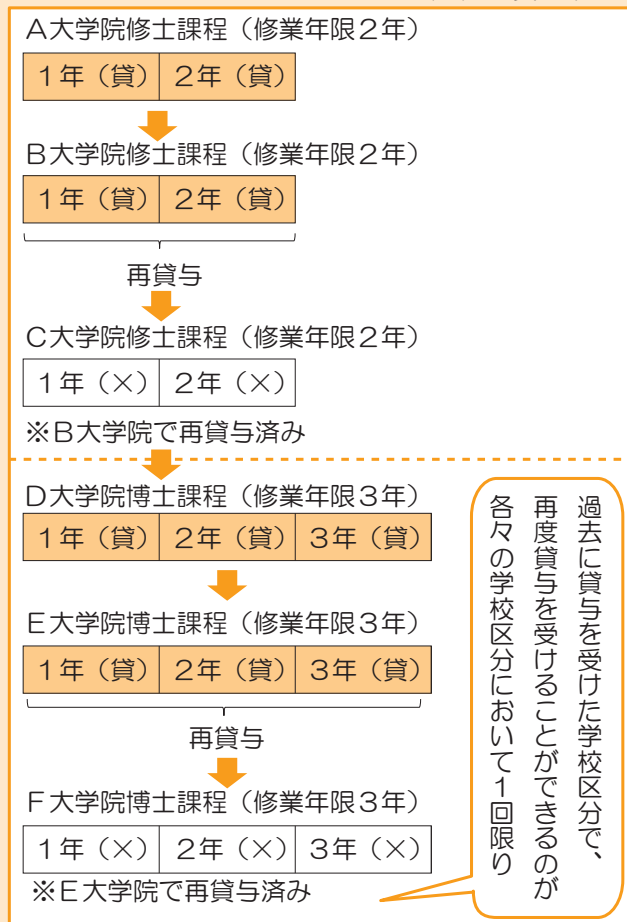 A大学院修士課程（修業年限２年）
１年（貸） ２年（貸）
B大学院修士課程（修業年限２年）
１年（貸） ２年（貸）
再貸与
C大学院修士課程（修業年限２年）
１年（×） ２年（×）
※B大学院で再貸与済み
D大学院博士課程（修業年限３年）
１年（貸） ２年（貸） ３年（貸）
E大学院博士課程（修業年限３年）
１年（貸） ２年（貸） ３年（貸）
再貸与
F大学院博士課程（修業年限３年）
１年（×） ２年（×） ３年（×）
※E大学院で再貸与済み
過去に貸与を受けた学校区分で、
再度貸与を受けることができるのが
各々の学校区分において１回限り